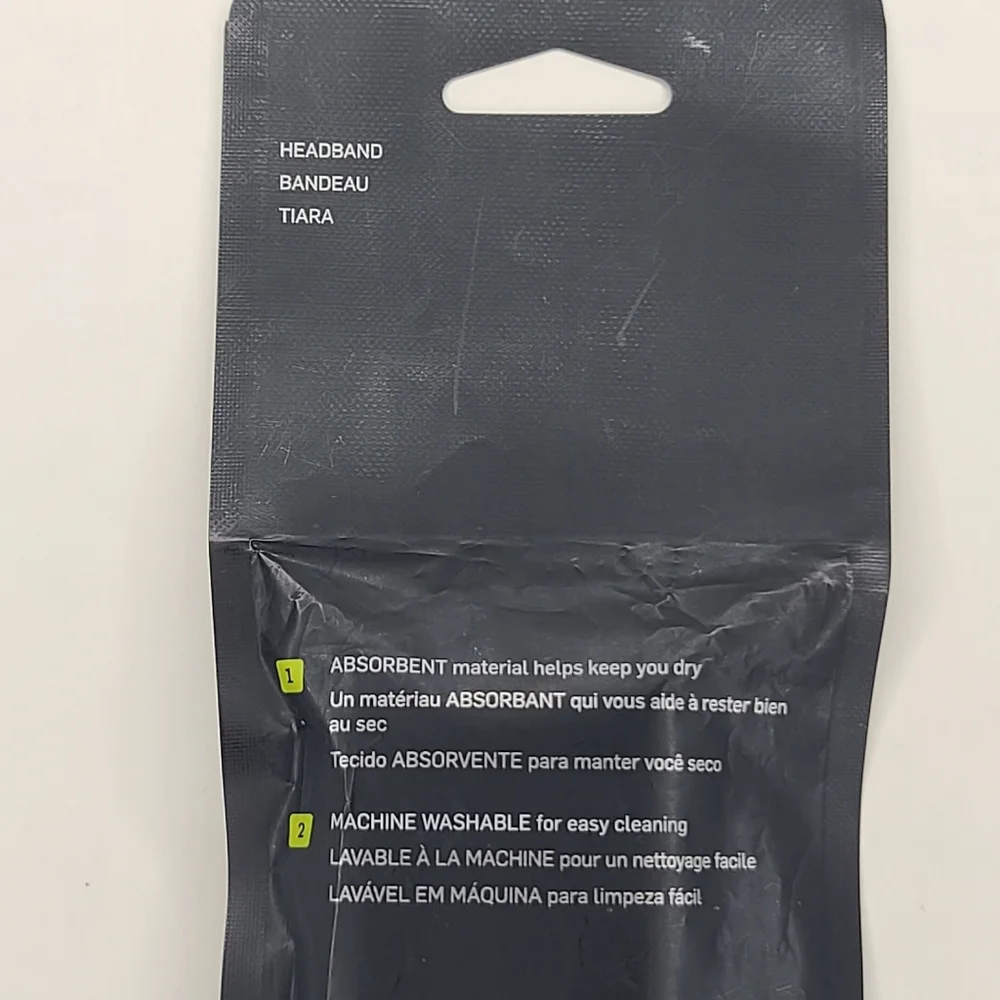 HEADBAND
BANDEAU
TIARA
1
ABSORBENT material helps keep you dry
Un matériau ABSORBANT qui vous aide à rester bien
au sec
Tecido ABSORVENTE para manter você seco
2
MACHINE WASHABLE for easy cleaning
LAVABLE À LA MACHINE pour un nettoyage facile
LAVÁVEL EM MÁQUINA para limpeza fácil